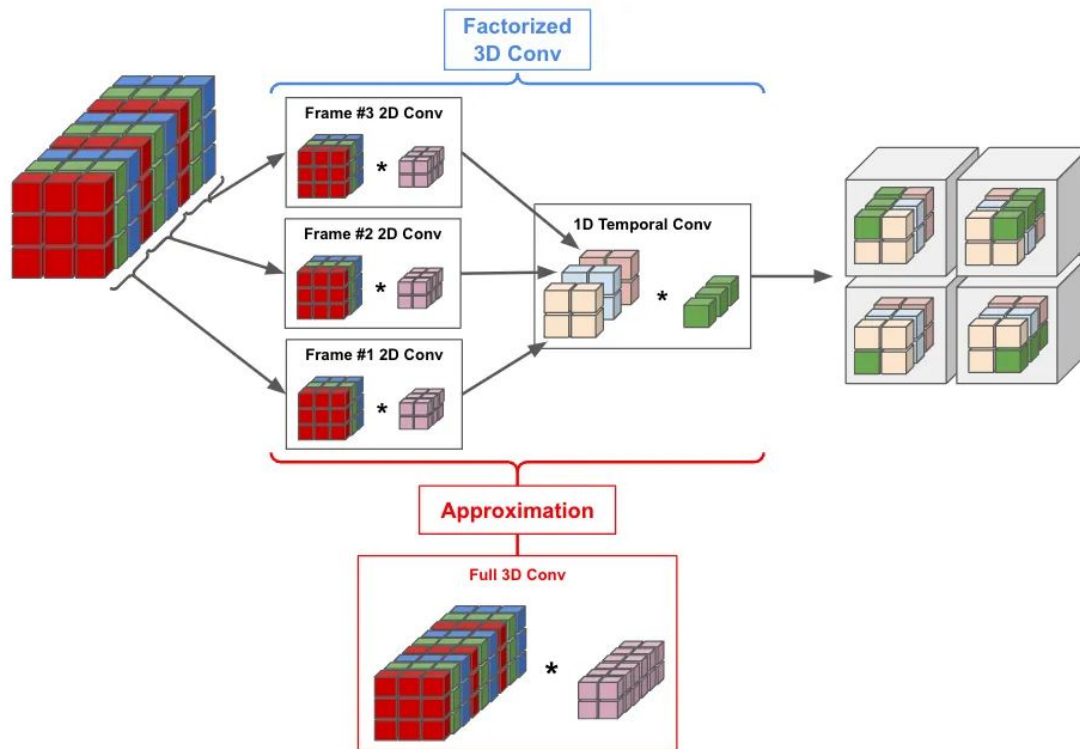 Factorized
3D Conv
Frame #3 2D Conv
*
Frame #2 2D Conv
*
Frame #1 2D Conv
*
1D Temporal Conv
*
Approximation
Full 3D Conv
*